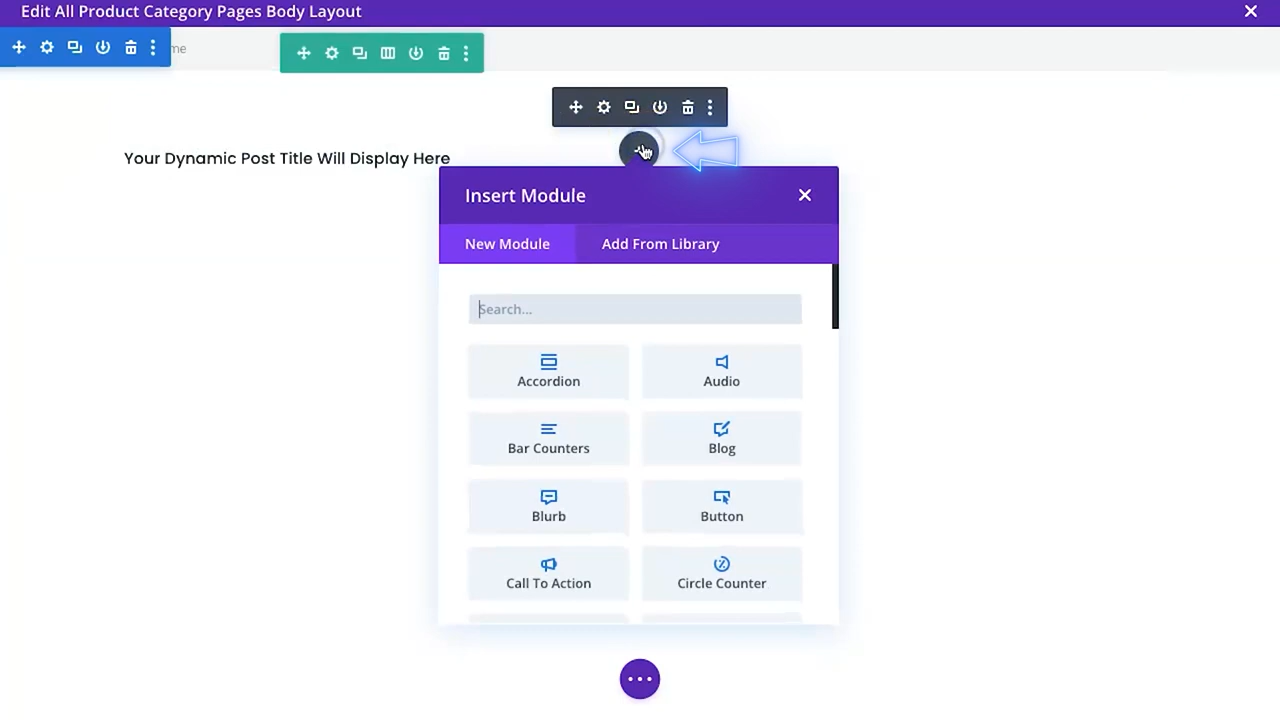 Edit All Product Category Pages Body Layout
me
Your Dynamic Post Title Will Display Here
Insert Module
New Module
Add From Library
Search...
Accordion
Audio
Bar Counters
Blog
Blurb
Button
Call To Action
Circle Counter